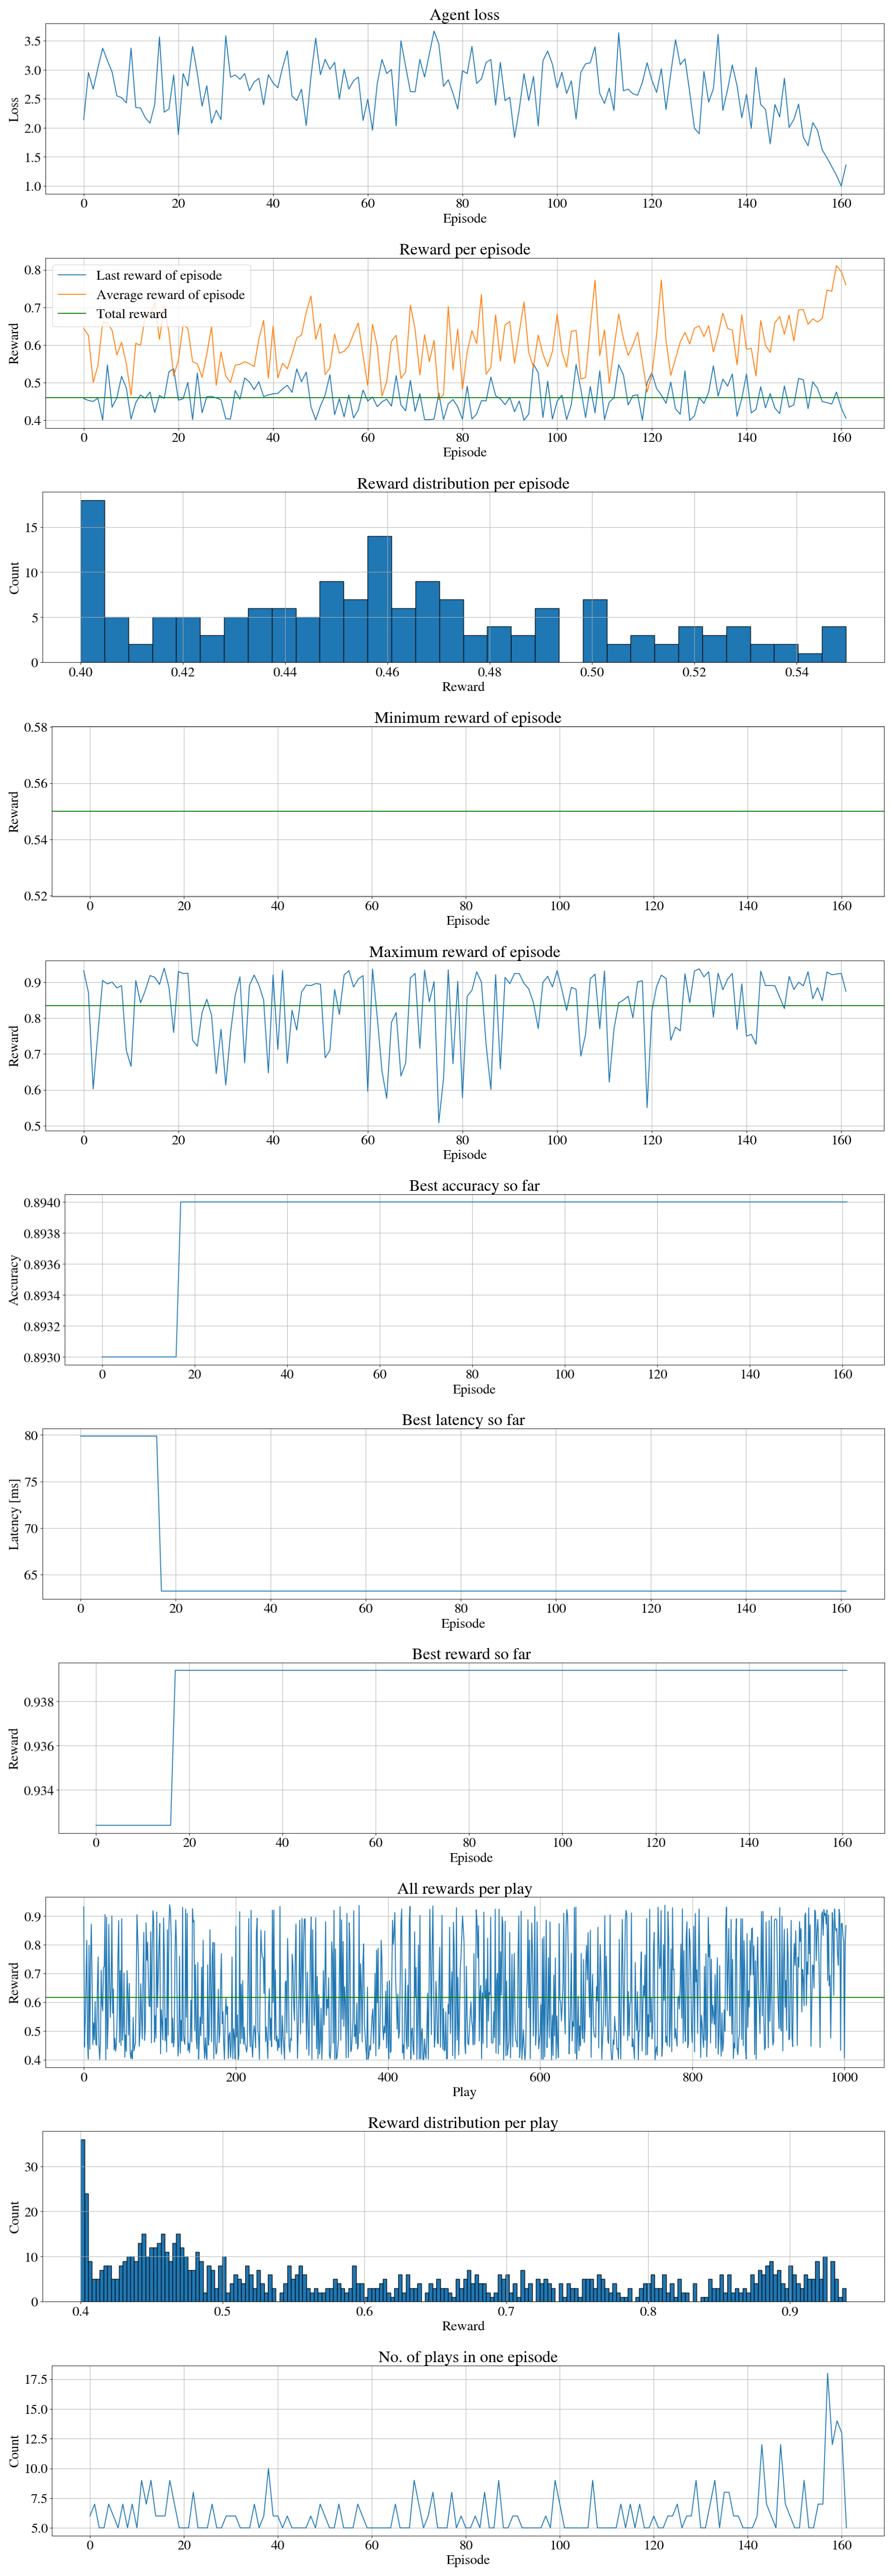 Agent loss
3.5
3.0
2.5
2.0
1.5
1.0
Loss
0 20 40 60 80 100 120 140 160
Episode
Reward per episode
Last reward of episode
Average reward of episode
Total reward
0.8
0.7
0.6
0.5
0.4
Reward
0 20 40 60 80 100 120 140 160
Episode
Reward distribution per episode
15
10
5
0
Count
0.40 0.42 0.44 0.46 0.48 0.50 0.52 0.54
Reward
Minimum reward of episode
0.58
0.56
0.54
0.52
Reward
0 20 40 60 80 100 120 140 160
Episode
Maximum reward of episode
0.9
0.8
0.7
0.6
0.5
Reward
0 20 40 60 80 100 120 140 160
Episode
Best accuracy so far
0.8940
0.8938
0.8936
0.8934
0.8932
0.8930
Accuracy
0 20 40 60 80 100 120 140 160
Episode
Best latency so far
80
75
70
65
Latency [ms]
0 20 40 60 80 100 120 140 160
Episode
Best reward so far
0.938
0.936
0.934
Reward
0 20 40 60 80 100 120 140 160
Episode
All rewards per play
0.9
0.8
0.7
0.6
0.5
0.4
Reward
0 200 400 600 800 1000
Play
Reward distribution per play
30
20
10
0
Count
0.4 0.5 0.6 0.7 0.8 0.9
Reward
No. of plays in one episode
17.5
15.0
12.5
10.0
7.5
5.0
Count
0 20 40 60 80 100 120 140 160
Episode